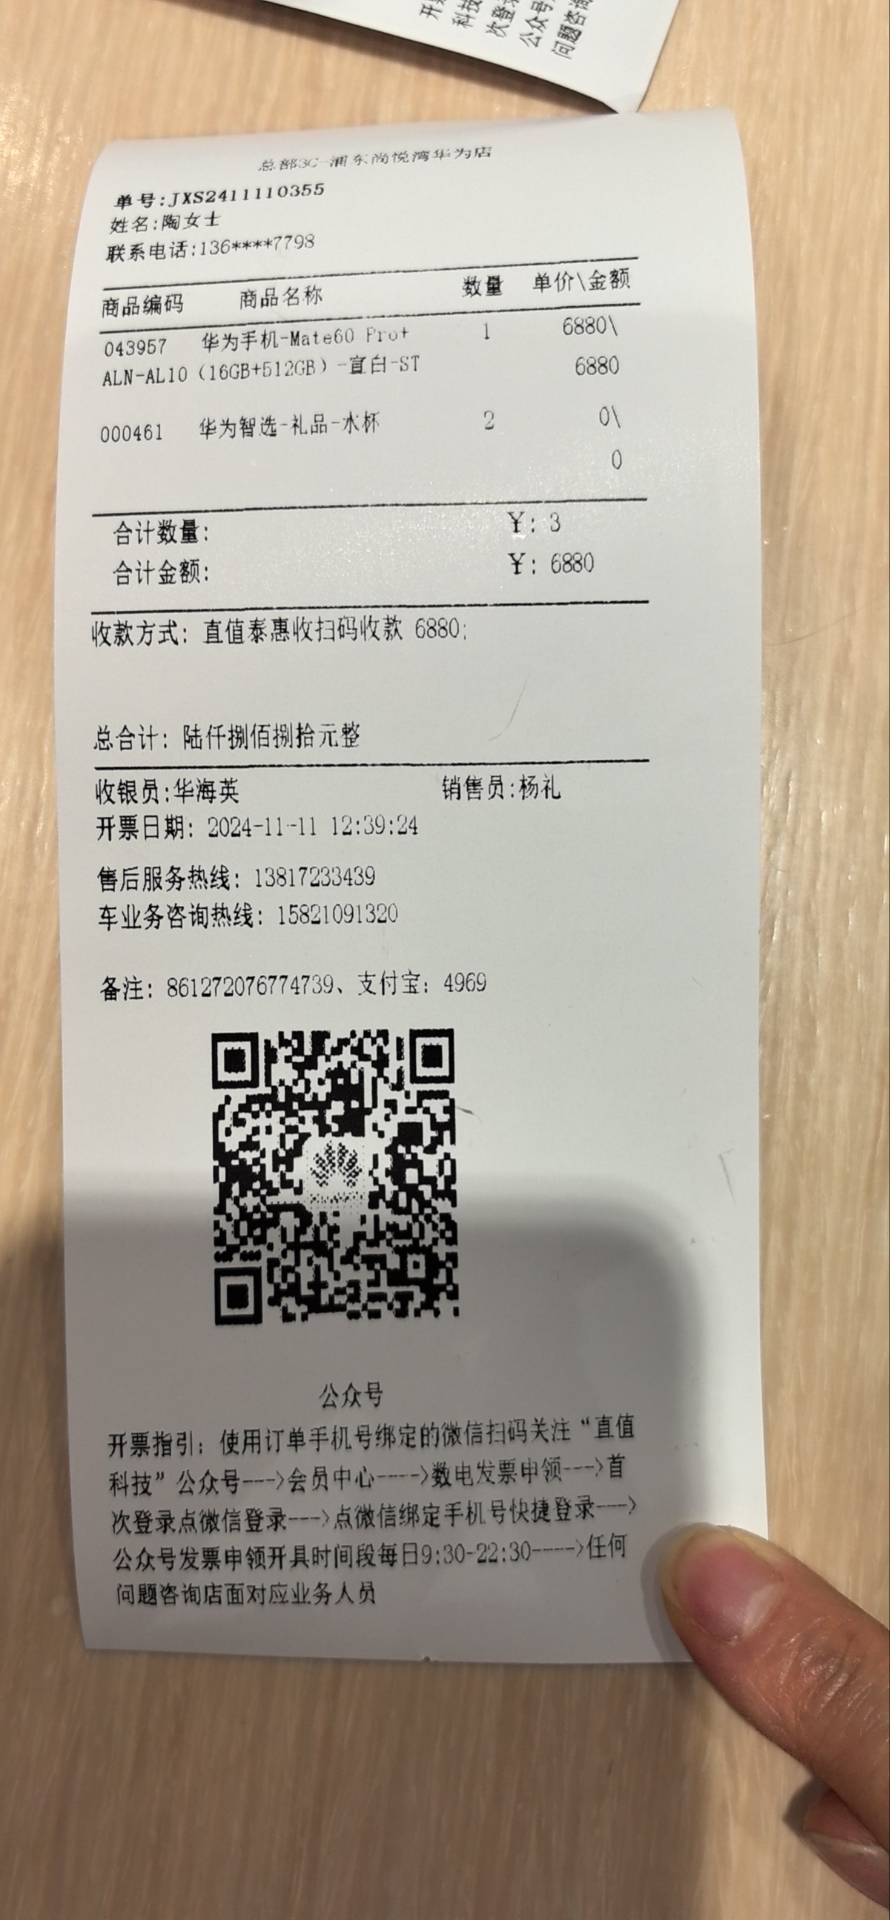 总部3C-浦东尚悦湾华为店
单号:JXS2411110355
姓名:陶女士
联系电话:136****7798
商品编码 商品名称 数量 单价\金额
043957 华为手机-Mate60 Pro+ 1 6880\
ALN-AL10（16GB+512GB）-宣白-ST 6880
000461 华为智选-礼品-水杯 2 0\
0
合计数量: ¥: 3
合计金额: ¥: 6880
收款方式: 直值泰惠收扫码收款 6880;
总合计: 陆仟捌佰捌拾元整
收银员:华海英 销售员:杨礼
开票日期: 2024-11-11 12:39:24
售后服务热线: 13817233439
车业务咨询热线: 15821091320
备注: 861272076774739、支付宝: 4969
公众号
开票指引: 使用订单手机号绑定的微信扫码关注“直值
科技”公众号--->会员中心---->数电发票申领--->首
次登录点微信登录--->点微信绑定手机号快捷登录--->
公众号发票申领开具时间段每日9:30-22:30---->任何
问题咨询店面对应业务人员